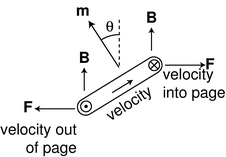 m
θ
B
B
F
velocity
into page
velocity
F
velocity out
of page